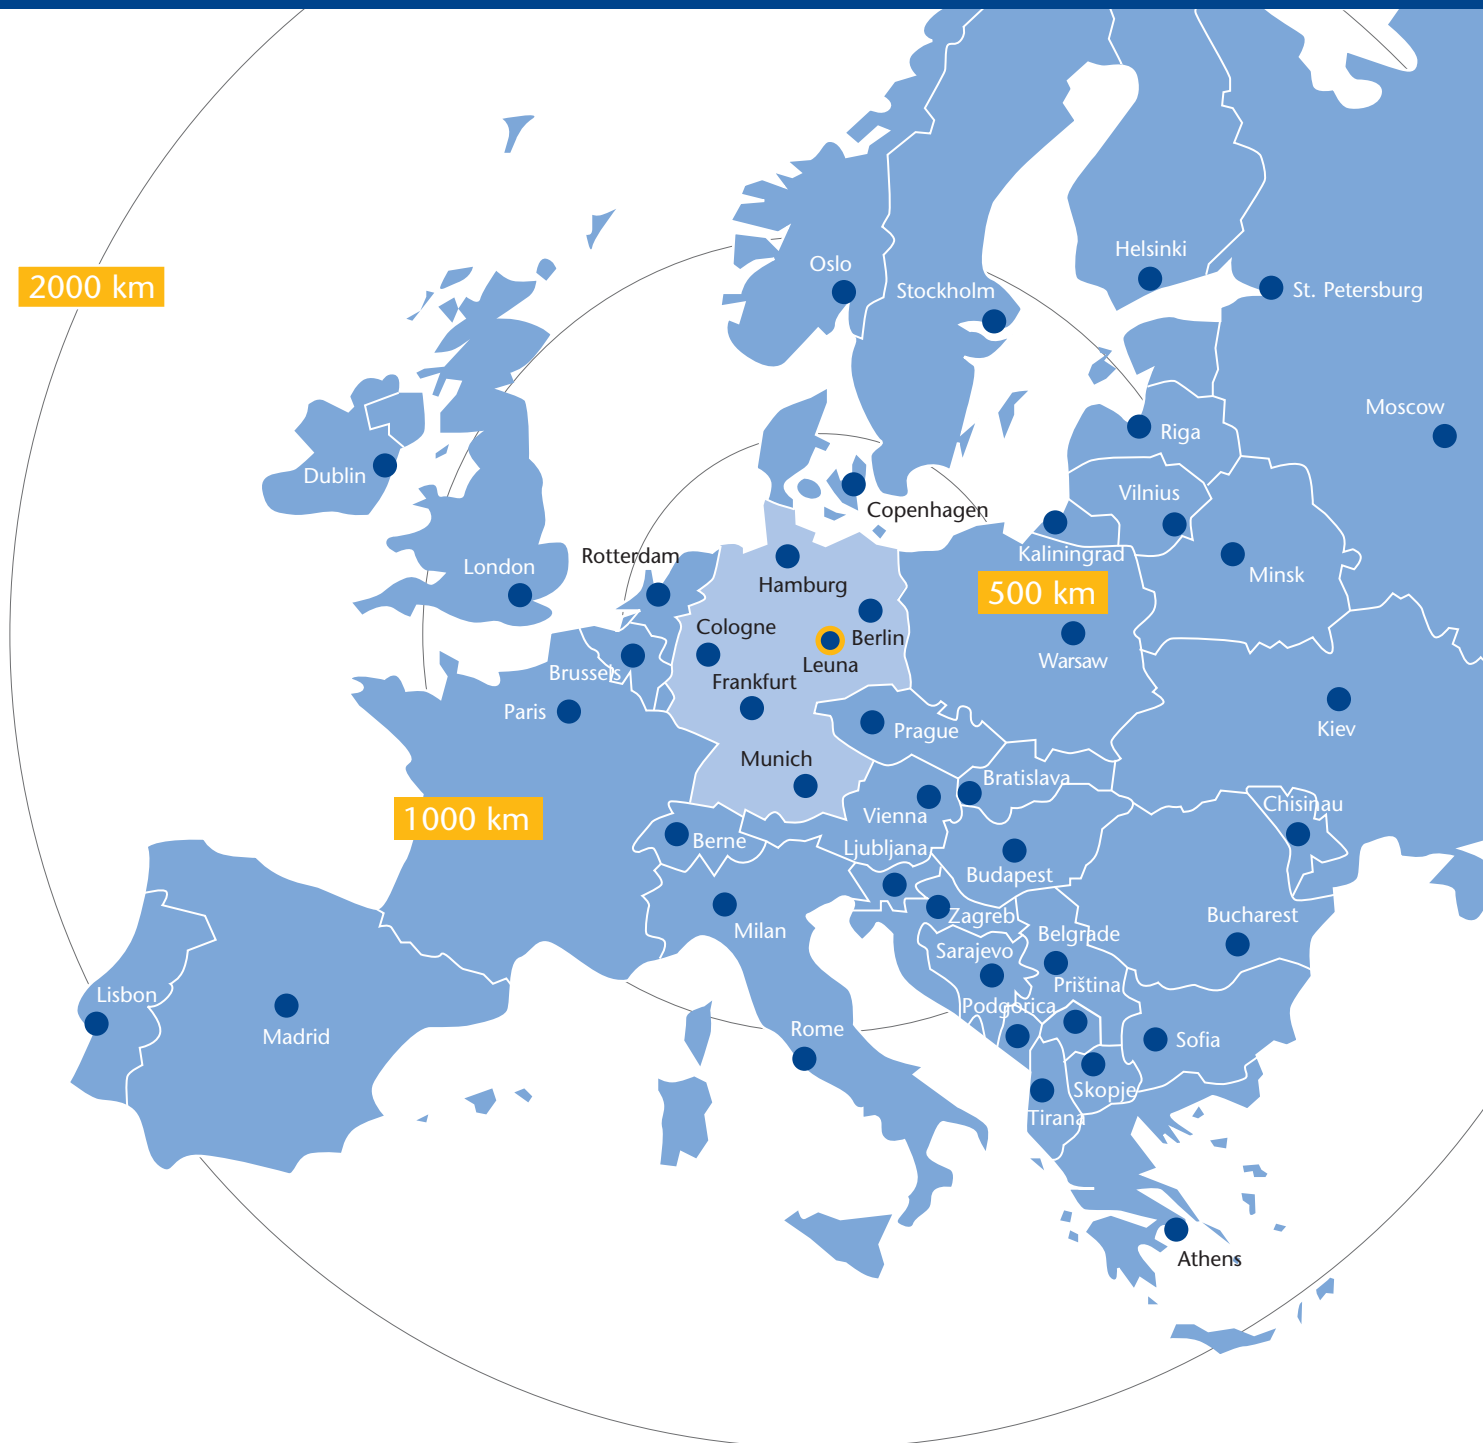 Helsinki
Oslo
2000 km
Stockholm
St. Petersburg
Moscow
Riga
Dublin
Vilnius
Copenhagen
Rotterdam
Kaliningrad
London
Minsk
Hamburg
500 km
Cologne
Berlin
Warsaw
Leuna
Brussels
Frankfurt
Paris
Prague
Kiev
Munich
Bratislava
Chisinau
1000 km
Vienna
Berne
Ljubljana
Budapest
Bucharest
Zagreb
Milan
Belgrade
Sarajevo
Priština
Lisbon
Podgorica
Rome
Madrid
Sofia
Skopje
Tirana
Athens